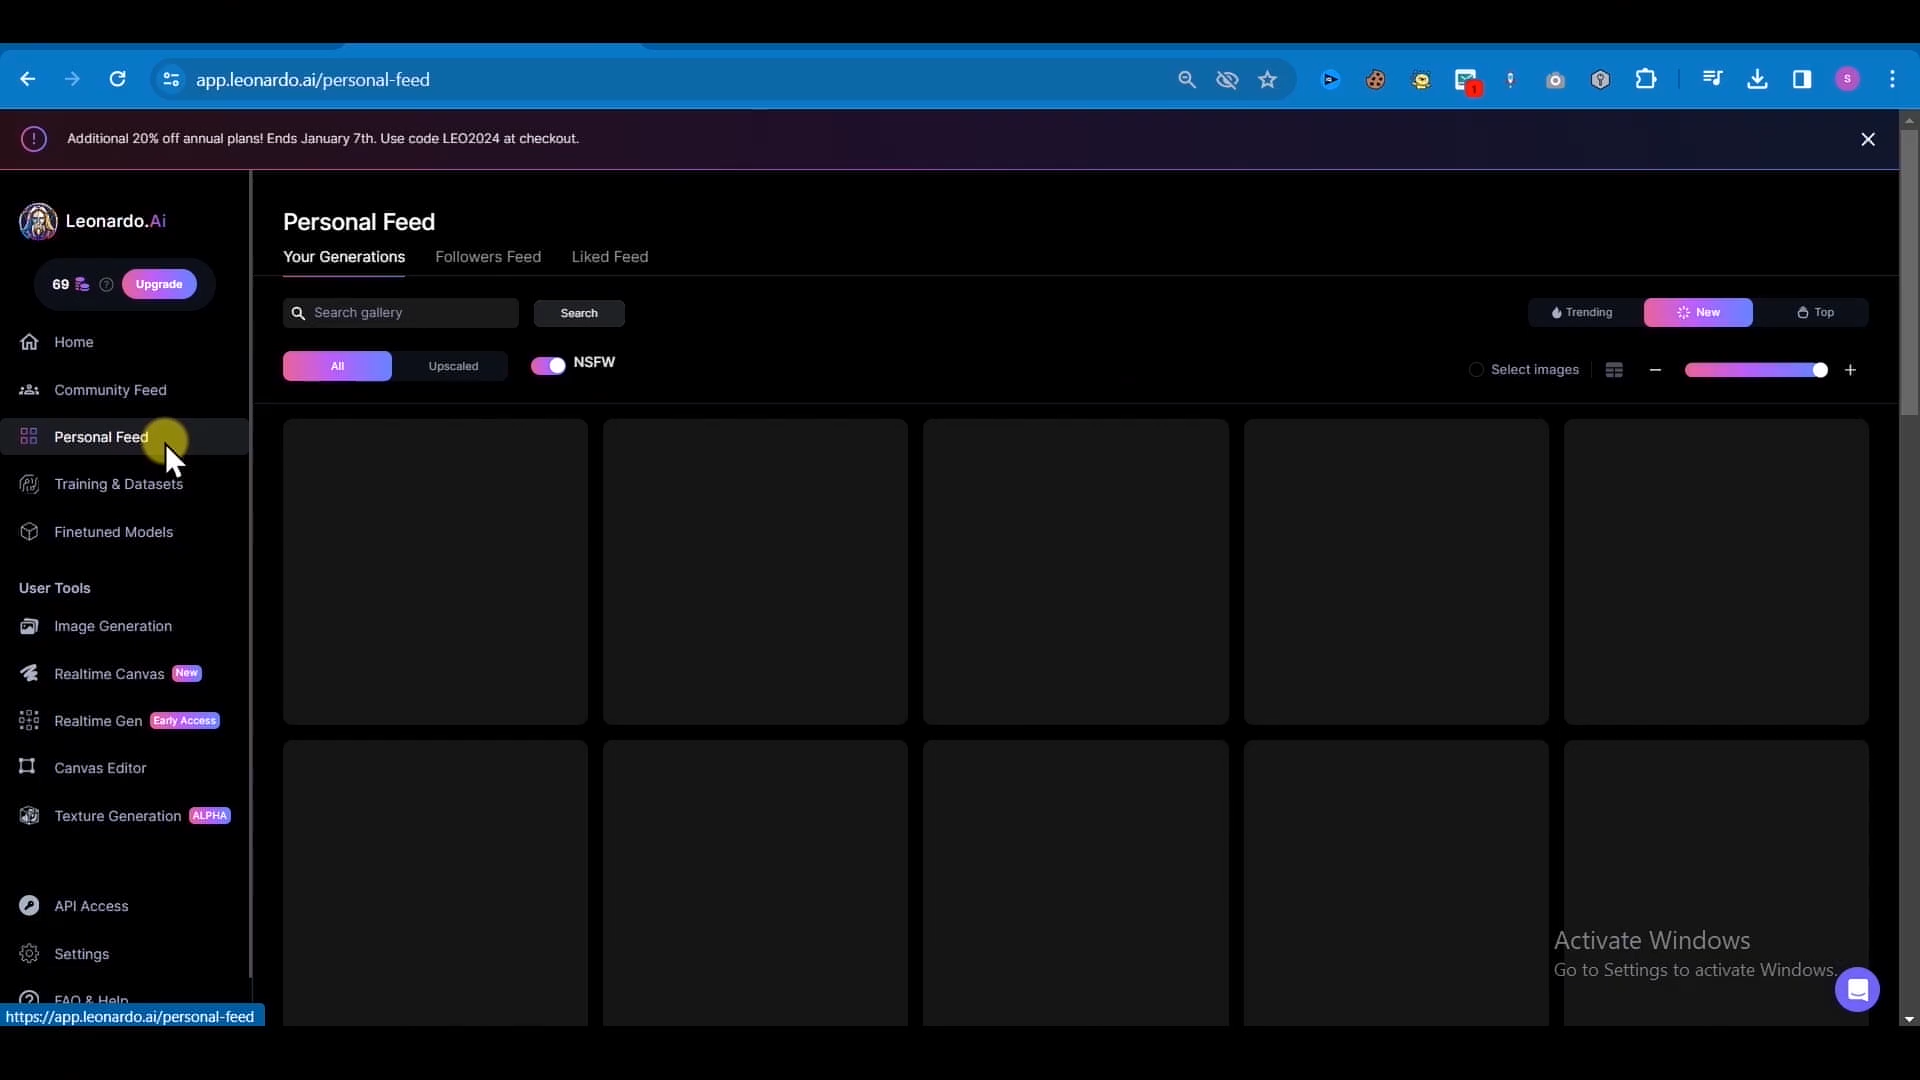 app.leonardo.ai/personal-feed
1
S
Additional 20% off annual plans! Ends January 7th. Use code LEO2024 at checkout.
Leonardo.Ai
69
Upgrade
Home
Community Feed
Personal Feed
Training & Datasets
Finetuned Models
User Tools
Image Generation
Realtime Canvas New
Realtime Gen Early Access
Canvas Editor
Texture Generation ALPHA
API Access
Settings
FAQ & Help
https://app.leonardo.ai/personal-feed
Personal Feed
Your Generations Followers Feed Liked Feed
Search gallery Search
Trending New Top
All Upscaled NSFW
Select images
Activate Windows
Go to Settings to activate Windows.